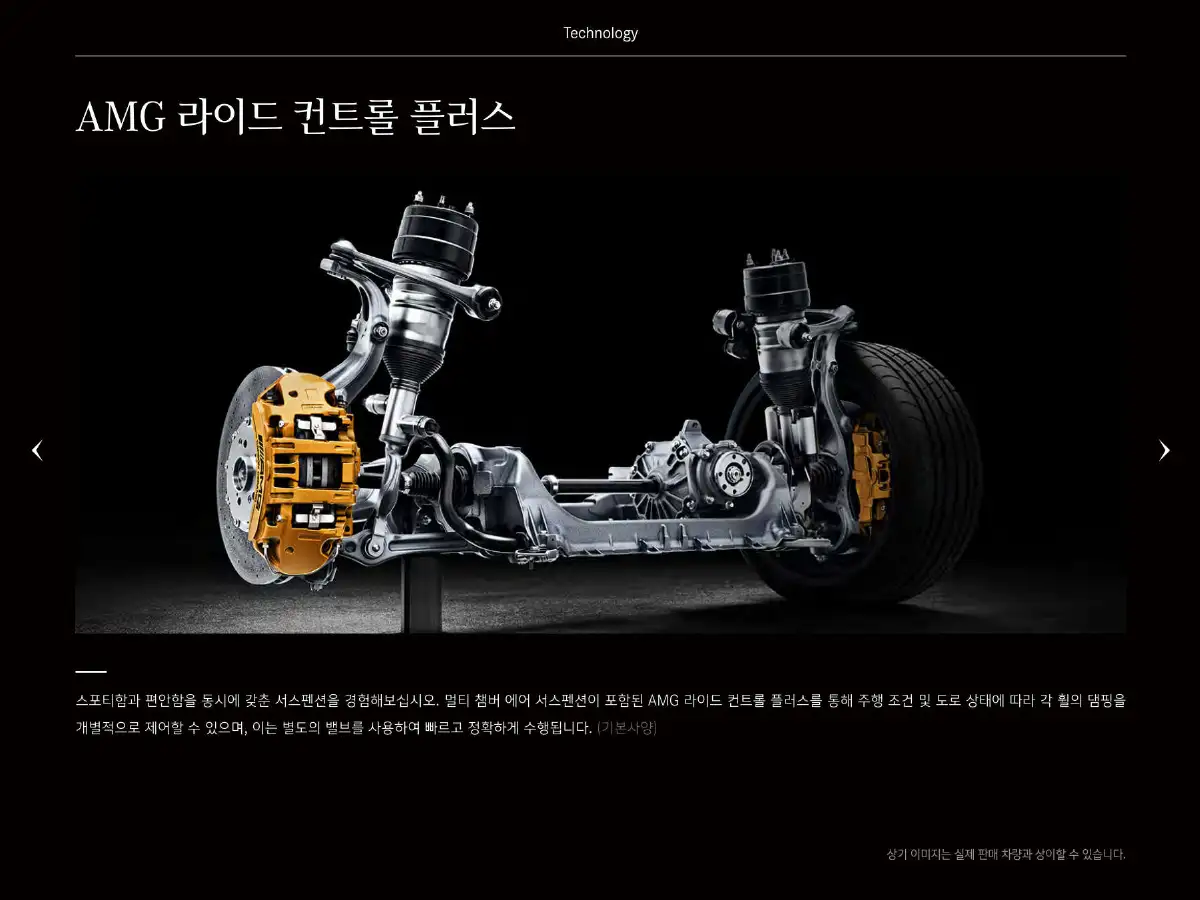 Technology
AMG 라이드 컨트롤 플러스
스포티함과 편안함을 동시에 갖춘 서스펜션을 경험해보십시오. 멀티 챔버 에어 서스펜션이 포함된 AMG 라이드 컨트롤 플러스를 통해 주행 조건 및 도로 상태에 따라 각 휠의 댐핑을
개별적으로 제어할 수 있으며, 이는 별도의 밸브를 사용하여 빠르고 정확하게 수행됩니다. (기본사양)
상기 이미지는 실제 판매 차량과 상이할 수 있습니다.